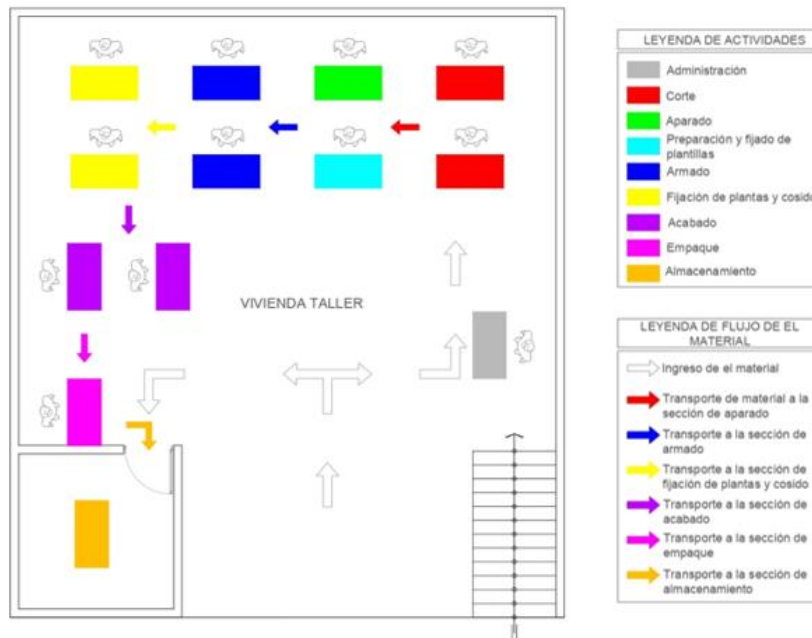 VIVIENDA TALLER
LEYENDA DE ACTIVIDADES
Administración
Corte
Aparado
Preparación y fijado de
plantillas
Armado
Fijación de plantas y cosido
Acabado
Empaque
Almacenamiento
LEYENDA DE FLUJO DE EL
MATERIAL
Ingreso de el material
Transporte de material a la
sección de aparado
Transporte a la sección de
armado
Transporte a la sección de
fijación de plantas y cosido
Transporte a la sección de
acabado
Transporte a la sección de
empaque
Transporte a la sección de
almacenamiento